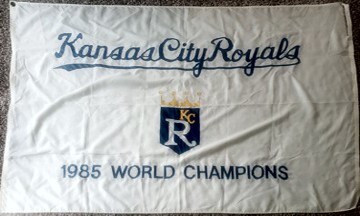 Kansas City Royals
KC
R
1985 WORLD CHAMPIONS